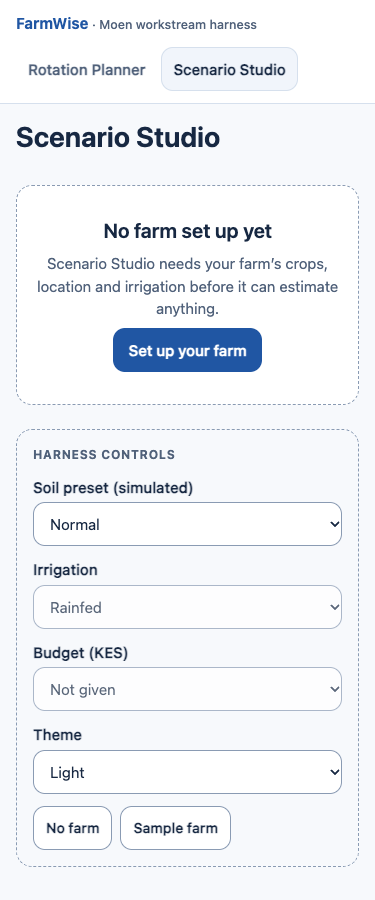 FarmWise · Moen workstream harness
Rotation Planner
Scenario Studio
Scenario Studio
No farm set up yet
Scenario Studio needs your farm’s crops,
location and irrigation before it can estimate
anything.
Set up your farm
HARNESS CONTROLS
Soil preset (simulated)
Normal
Irrigation
Rainfed
Budget (KES)
Not given
Theme
Light
No farm
Sample farm